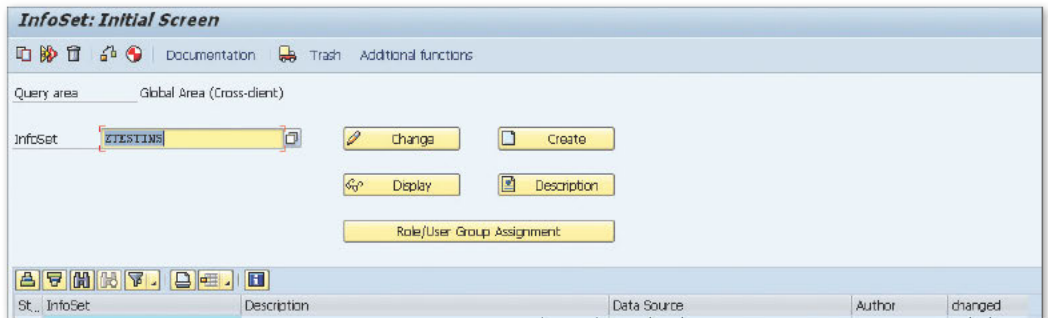 InfoSet: Initial Screen
Documentation Trash Additional functions
Query area Global Area (Cross-client)
InfoSet ZTESTINS Change Create
Display Description
Role/User Group Assignment
St.. InfoSet Description Data Source Author changed